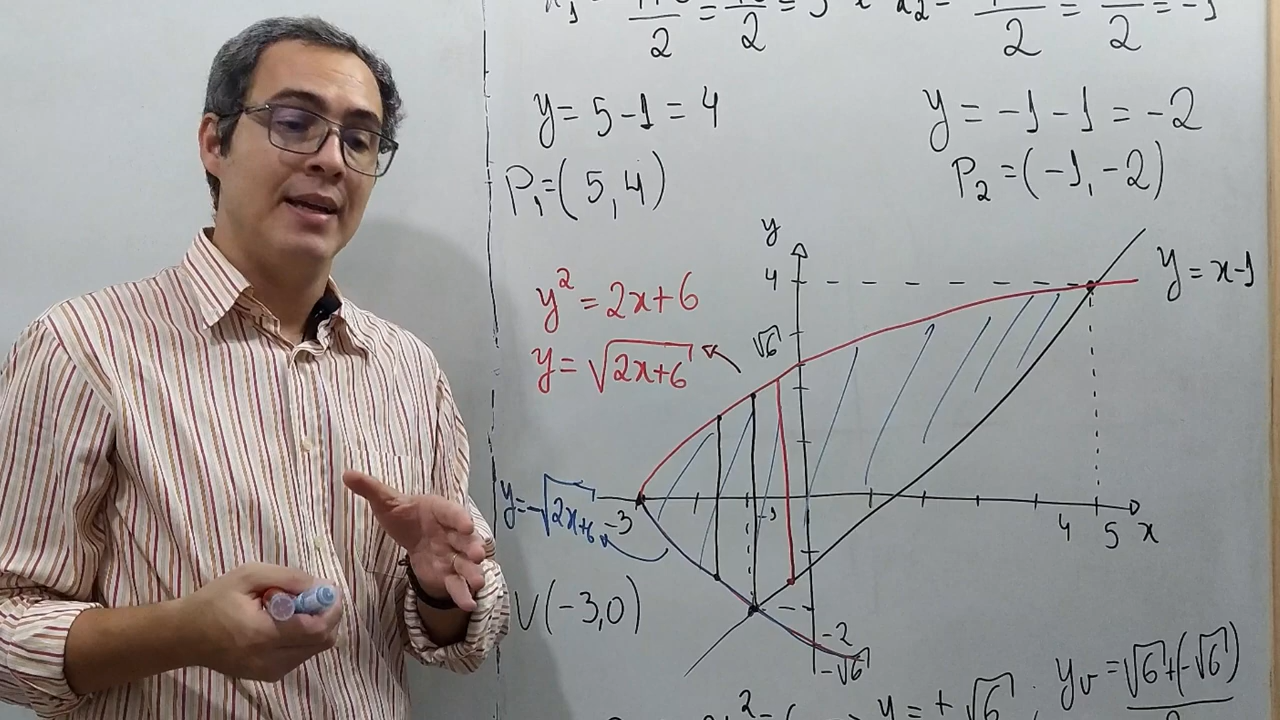 y = 5 - 1 = 4
y = -1 - 1 = -2
P₁ = (5, 4)
P₂ = (-1, -2)
y² = 2x+6
y = √2x+6
y = -√2x+6
V(-3,0)
y
4
√6
y = x-1
-3
-1
4
5
x
-2
-√6
y = + √6 ;
yᵥ = √6+(-√6)